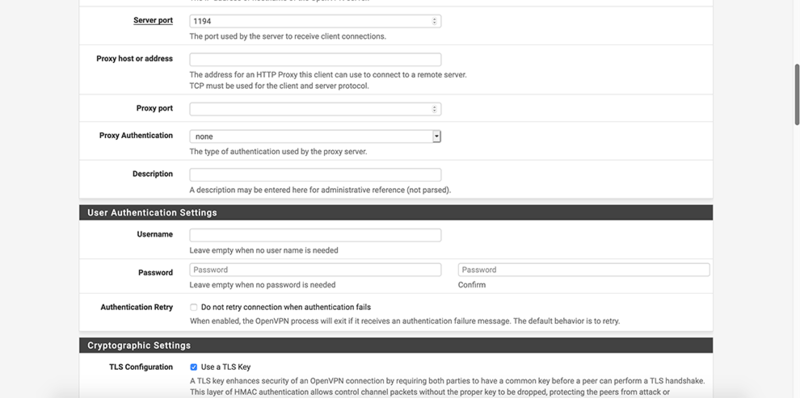 Server port
1194
The port used by the server to receive client connections.
Proxy host or address
The address for an HTTP Proxy this client can use to connect to a remote server.
TCP must be used for the client and server protocol.
Proxy port
Proxy Authentication
none
The type of authentication used by the proxy server.
Description
A description may be entered here for administrative reference (not parsed).
User Authentication Settings
Username
Leave empty when no user name is needed
Password
Password
Password
Leave empty when no password is needed
Confirm
Authentication Retry
Do not retry connection when authentication fails
When enabled, the OpenVPN process will exit if it receives an authentication failure message. The default behavior is to retry.
Cryptographic Settings
TLS Configuration
Use a TLS Key
A TLS key enhances security of an OpenVPN connection by requiring both parties to have a common key before a peer can perform a TLS handshake.
This layer of HMAC authentication allows control channel packets without the proper key to be dropped, protecting the peers from attack or